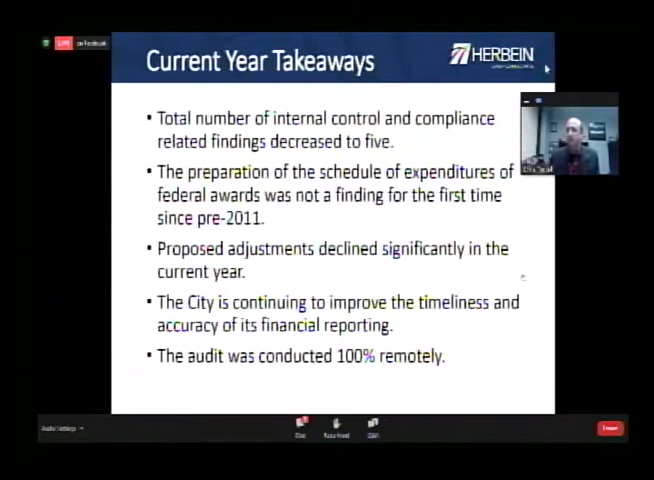 LIVE on Facebook
Current Year Takeaways
HERBEIN
• Total number of internal control and compliance
related findings decreased to five.
• The preparation of the schedule of expenditures of
federal awards was not a finding for the first time
since pre-2011.
• Proposed adjustments declined significantly in the
current year.
• The City is continuing to improve the timeliness and
accuracy of its financial reporting.
• The audit was conducted 100% remotely.
Audio Settings
Chat
Raise Hand
Q&A
Leave